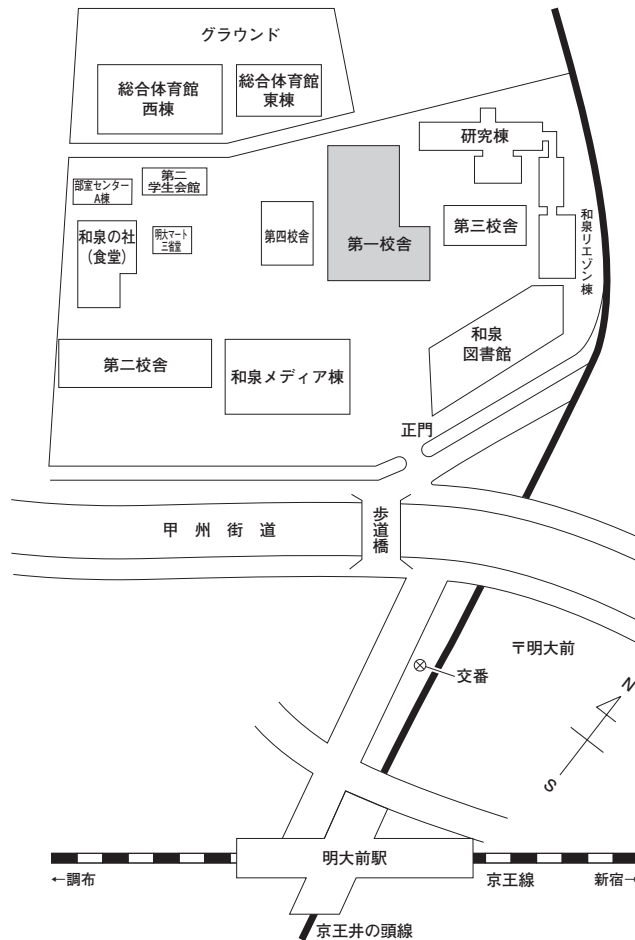 グラウンド
総合体育館
西棟
総合体育館
東棟
研究棟
部室センター
A棟
第二
学生会館
和泉の杜
(食堂)
明大マート
三省堂
第四校舎
第一校舎
第三校舎
和泉リエゾン棟
和泉
図書館
第二校舎
和泉メディア棟
正門
甲州街道
歩道橋
〒明大前
交番
N
S
明大前駅
←調布
京王線
新宿→
京王井の頭線